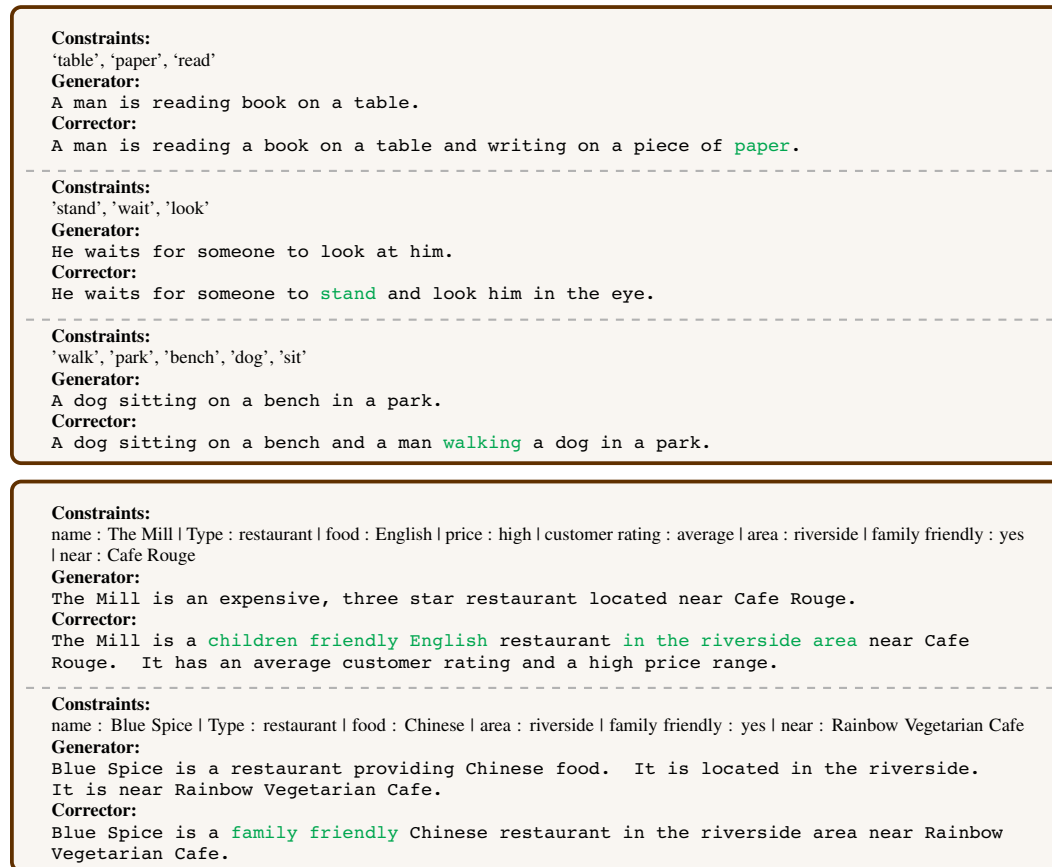 Constraints:
‘table’, ‘paper’, ‘read’
Generator:
A man is reading book on a table.
Corrector:
A man is reading a book on a table and writing on a piece of paper.
Constraints:
’stand’, ’wait’, ’look’
Generator:
He waits for someone to look at him.
Corrector:
He waits for someone to stand and look him in the eye.
Constraints:
’walk’, ’park’, ’bench’, ’dog’, ’sit’
Generator:
A dog sitting on a bench in a park.
Corrector:
A dog sitting on a bench and a man walking a dog in a park.
Constraints:
name : The Mill | Type : restaurant | food : English | price : high | customer rating : average | area : riverside | family friendly : yes
| near : Cafe Rouge
Generator:
The Mill is an expensive, three star restaurant located near Cafe Rouge.
Corrector:
The Mill is a children friendly English restaurant in the riverside area near Cafe
Rouge. It has an average customer rating and a high price range.
Constraints:
name : Blue Spice | Type : restaurant | food : Chinese | area : riverside | family friendly : yes | near : Rainbow Vegetarian Cafe
Generator:
Blue Spice is a restaurant providing Chinese food. It is located in the riverside.
It is near Rainbow Vegetarian Cafe.
Corrector:
Blue Spice is a family friendly Chinese restaurant in the riverside area near Rainbow
Vegetarian Cafe.